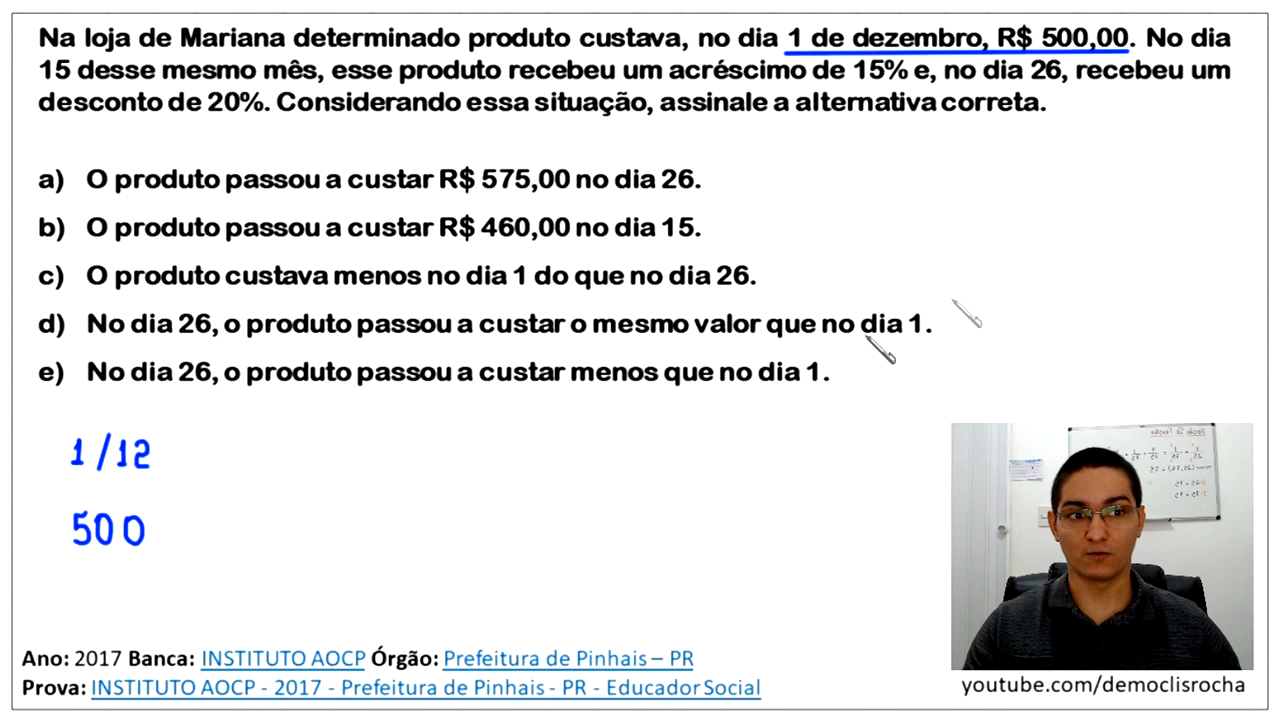 Na loja de Mariana determinado produto custava, no dia 1 de dezembro, R$ 500,00. No dia
15 desse mesmo mês, esse produto recebeu um acréscimo de 15% e, no dia 26, recebeu um
desconto de 20%. Considerando essa situação, assinale a alternativa correta.
a) O produto passou a custar R$ 575,00 no dia 26.
b) O produto passou a custar R$ 460,00 no dia 15.
c) O produto custava menos no dia 1 do que no dia 26.
d) No dia 26, o produto passou a custar o mesmo valor que no dia 1.
e) No dia 26, o produto passou a custar menos que no dia 1.
1/12
500
Ano: 2017 Banca: INSTITUTO AOCP Órgão: Prefeitura de Pinhais – PR
Prova: INSTITUTO AOCP - 2017 - Prefeitura de Pinhais - PR - Educador Social
youtube.com/democlisrocha